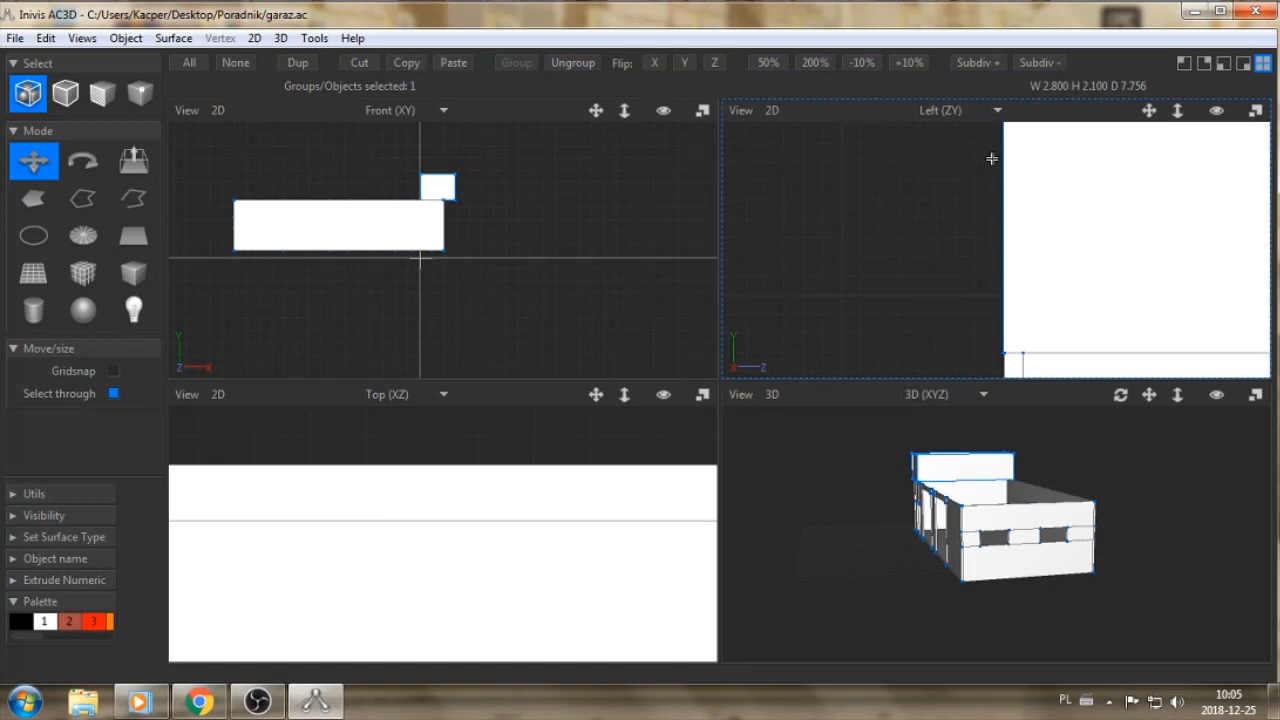 Inivis AC3D - C:/Users/Kacper/Desktop/Poradnik/garaz.ac
File Edit Views Object Surface Vertex 2D 3D Tools Help
Select All None Dup Cut Copy Paste Group Ungroup Flip: X Y Z 50% 200% -10% +10% Subdiv + Subdiv -
Groups/Objects selected:1 W 2.800 H 2.100 D 7.756
View 2D Front (XY) View 2D Left (ZY)
Mode
Y
Z X
Y
X Z
Move/size
Gridsnap
Select through
View 2D Top (XZ) View 3D 3D (XYZ)
Utils
Visibility
Set Surface Type
Object name
Extrude Numeric
Palette
1 2 3
PL 10:05
2018-12-25